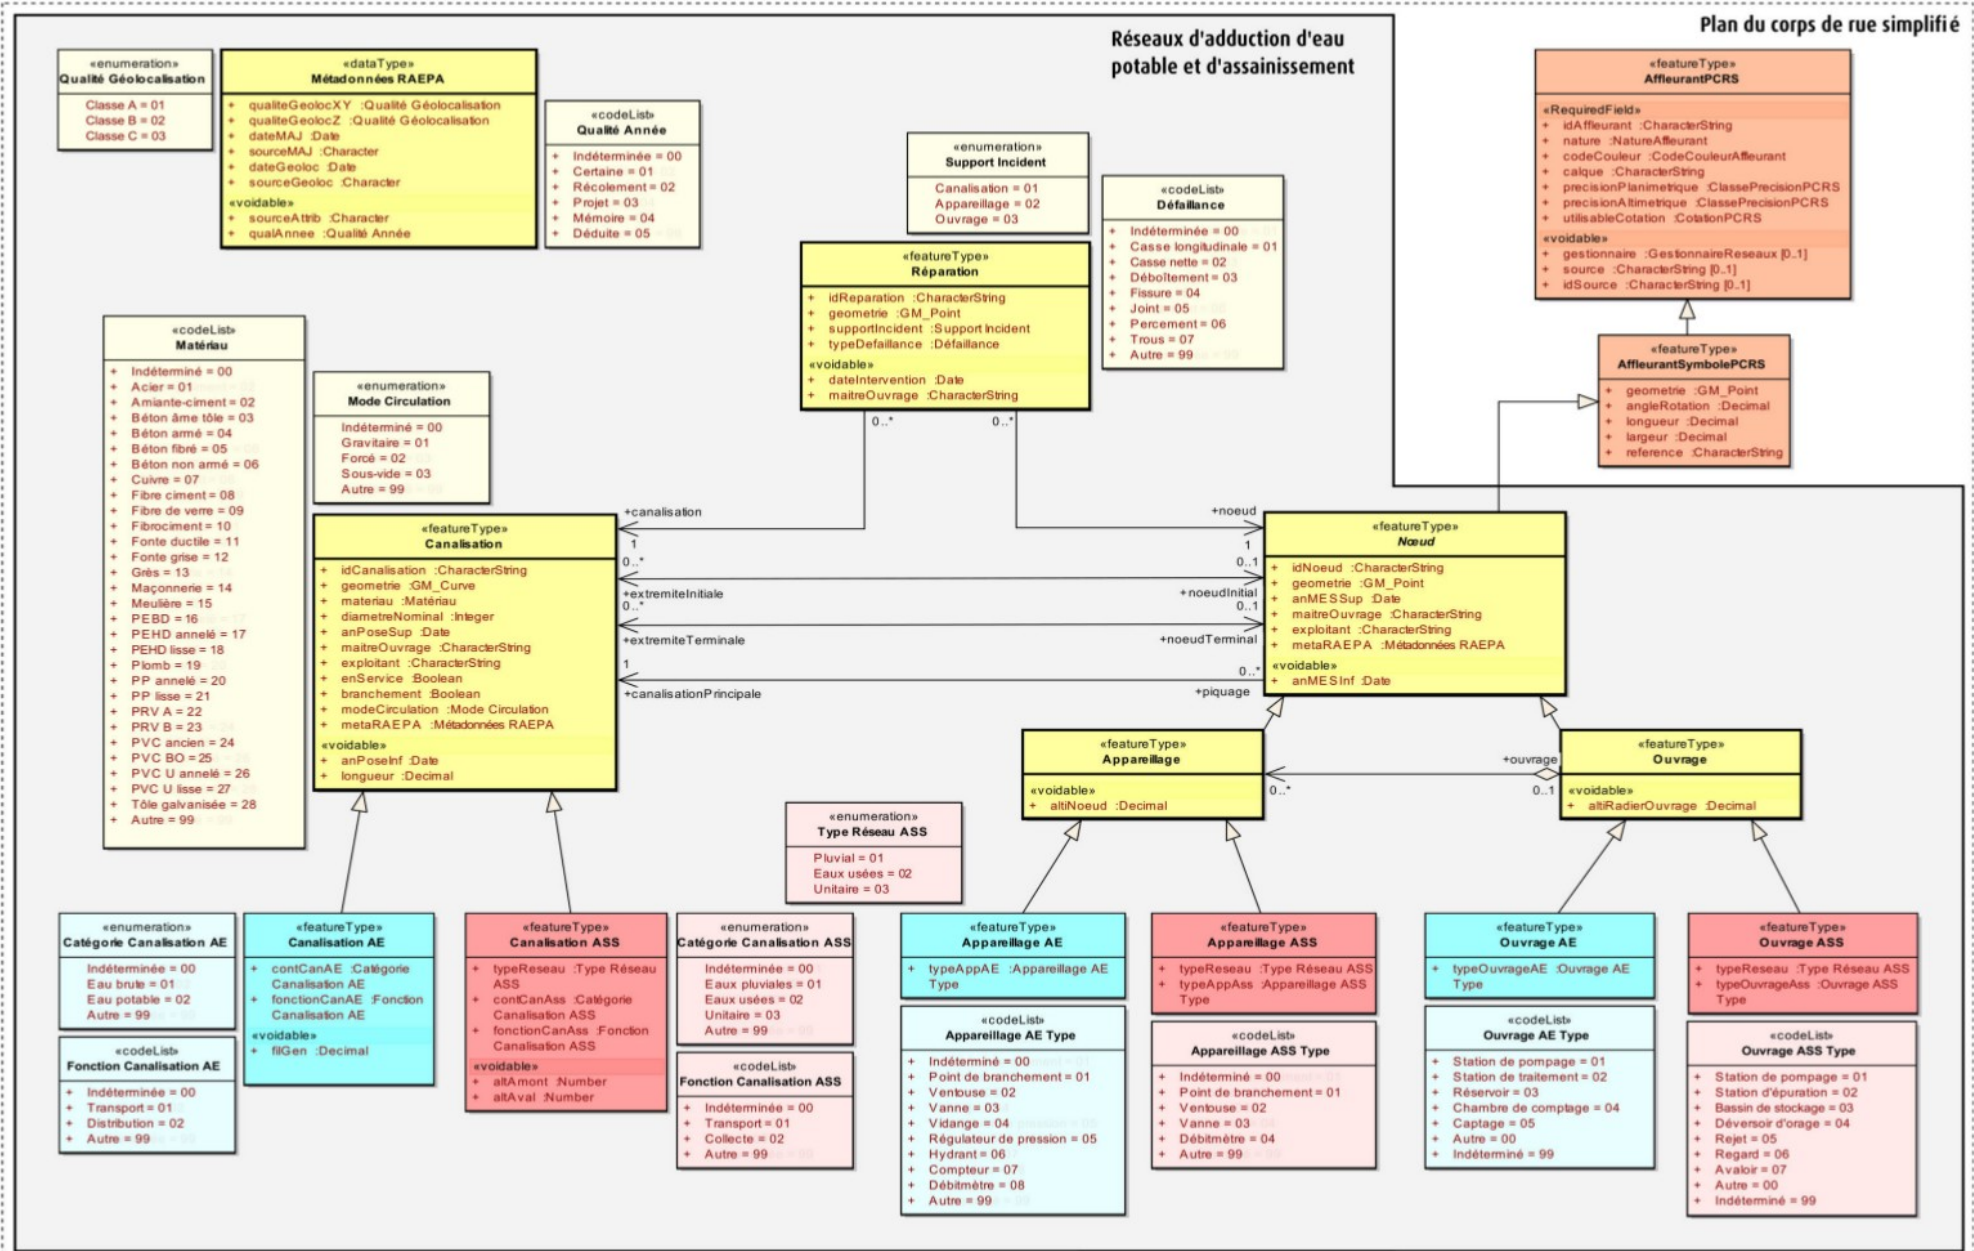 Réseaux d'adduction d'eau
potable et d'assainissement
Plan du corps de rue simplifié
«enumeration»
Qualité Géolocalisation
Classe A = 01
Classe B = 02
Classe C = 03
«dataType»
Métadonnées RAEPA
+ qualiteGeolocXY :Qualité Géolocalisation
+ qualiteGeolocZ :Qualité Géolocalisation
+ dateMAJ :Date
+ sourceMAJ :Character
+ dateGeoloc :Date
+ sourceGeoloc :Character
«voidable»
+ sourceAttrib :Character
+ qualAnnee :Qualité Année
«codeList»
Qualité Année
+ Indéterminée = 00
+ Certaine = 01
+ Récolement = 02
+ Projet = 03
+ Mémoire = 04
+ Déduite = 05
«enumeration»
Support Incident
Canalisation = 01
Appareillage = 02
Ouvrage = 03
«codeList»
Défaillance
+ Indéterminée = 00
+ Casse longitudinale = 01
+ Casse nette = 02
+ Déboîtement = 03
+ Fissure = 04
+ Joint = 05
+ Percement = 06
+ Trous = 07
+ Autre = 99
«featureType»
Réparation
+ idReparation :CharacterString
+ geometrie :GM_Point
+ supportIncident :Support Incident
+ typeDefaillance :Défaillance
«voidable»
+ dateIntervention :Date
+ maitreOuvrage :CharacterString
«featureType»
AffleurantPCRS
«RequiredField»
+ idAffleurant :CharacterString
+ nature :NatureAffleurant
+ codeCouleur :CodeCouleurAffleurant
+ calque :CharacterString
+ precisionPlanimetrique :ClassePrecisionPCRS
+ precisionAltimetrique :ClassePrecisionPCRS
+ utilisableCotation :CotationPCRS
«voidable»
+ gestionnaire :GestionnaireReseaux [0..1]
+ source :CharacterString [0..1]
+ idSource :CharacterString [0..1]
«featureType»
AffleurantSymbolePCRS
+ geometrie :GM_Point
+ angleRotation :Decimal
+ longueur :Decimal
+ largeur :Decimal
+ reference :CharacterString
«codeList»
Matériau
+ Indéterminé = 00
+ Acier = 01
+ Amiante-ciment = 02
+ Béton âme tôle = 03
+ Béton armé = 04
+ Béton fibré = 05
+ Béton non armé = 06
+ Cuivre = 07
+ Fibre ciment = 08
+ Fibre de verre = 09
+ Fibrociment = 10
+ Fonte ductile = 11
+ Fonte grise = 12
+ Grès = 13
+ Maçonnerie = 14
+ Meulière = 15
+ PEBD = 16
+ PEHD annelé = 17
+ PEHD lisse = 18
+ Plomb = 19
+ PP annelé = 20
+ PP lisse = 21
+ PRV A = 22
+ PRV B = 23
+ PVC ancien = 24
+ PVC BO = 25
+ PVC U annelé = 26
+ PVC U lisse = 27
+ Tôle galvanisée = 28
+ Autre = 99
«enumeration»
Mode Circulation
Indéterminé = 00
Gravitaire = 01
Forcé = 02
Sous-vide = 03
Autre = 99
«featureType»
Canalisation
+ idCanalisation :CharacterString
+ geometrie :GM_Curve
+ materiau :Matériau
+ diametreNominal :Integer
+ anPoseSup :Date
+ maitreOuvrage :CharacterString
+ exploitant :CharacterString
+ enService :Boolean
+ branchement :Boolean
+ modeCirculation :Mode Circulation
+ metaRAEPA :Métadonnées RAEPA
«voidable»
+ anPoseInf :Date
+ longueur :Decimal
0..*
0..*
+canalisation
1
+noeud
1
0..*
0..1
+extremiteInitiale
+noeudInitial
0..*
0..1
+extremiteTerminale
+noeudTerminal
1
0..*
+canalisationPrincipale
+piquage
«featureType»
Nœud
+ idNoeud :CharacterString
+ geometrie :GM_Point
+ anMESSup :Date
+ maitreOuvrage :CharacterString
+ exploitant :CharacterString
+ metaRAEPA :Métadonnées RAEPA
«voidable»
+ anMESInf :Date
«featureType»
Appareillage
«voidable»
+ altiNoeud :Decimal
+ouvrage
0..*
0..1
«featureType»
Ouvrage
«voidable»
+ altiRadierOuvrage :Decimal
«enumeration»
Type Réseau ASS
Pluvial = 01
Eaux usées = 02
Unitaire = 03
«enumeration»
Catégorie Canalisation AE
Indéterminée = 00
Eau brute = 01
Eau potable = 02
Autre = 99
«codeList»
Fonction Canalisation AE
+ Indéterminée = 00
+ Transport = 01
+ Distribution = 02
+ Autre = 99
«featureType»
Canalisation AE
+ contCanAE :Catégorie
Canalisation AE
+ fonctionCanAE :Fonction
Canalisation AE
«voidable»
+ filGen :Decimal
«featureType»
Canalisation ASS
+ typeReseau :Type Réseau
ASS
+ contCanAss :Catégorie
Canalisation ASS
+ fonctionCanAss :Fonction
Canalisation ASS
«voidable»
+ altAmont :Number
+ altAval :Number
«enumeration»
Catégorie Canalisation ASS
Indéterminée = 00
Eaux pluviales = 01
Eaux usées = 02
Unitaire = 03
Autre = 99
«codeList»
Fonction Canalisation ASS
+ Indéterminée = 00
+ Transport = 01
+ Collecte = 02
+ Autre = 99
«featureType»
Appareillage AE
+ typeAppAE :Appareillage AE
Type
«codeList»
Appareillage AE Type
+ Indéterminé = 00
+ Point de branchement = 01
+ Ventouse = 02
+ Vanne = 03
+ Vidange = 04
+ Régulateur de pression = 05
+ Hydrant = 06
+ Compteur = 07
+ Débitmètre = 08
+ Autre = 99
«featureType»
Appareillage ASS
+ typeReseau :Type Réseau ASS
+ typeAppAss :Appareillage ASS
Type
«codeList»
Appareillage ASS Type
+ Indéterminé = 00
+ Point de branchement = 01
+ Ventouse = 02
+ Vanne = 03
+ Débitmètre = 04
+ Autre = 99
«featureType»
Ouvrage AE
+ typeOuvrageAE :Ouvrage AE
Type
«codeList»
Ouvrage AE Type
+ Station de pompage = 01
+ Station de traitement = 02
+ Réservoir = 03
+ Chambre de comptage = 04
+ Captage = 05
+ Autre = 00
+ Indéterminé = 99
«featureType»
Ouvrage ASS
+ typeReseau :Type Réseau ASS
+ typeOuvrageAss :Ouvrage ASS
Type
«codeList»
Ouvrage ASS Type
+ Station de pompage = 01
+ Station d'épuration = 02
+ Bassin de stockage = 03
+ Déversoir d'orage = 04
+ Rejet = 05
+ Regard = 06
+ Avaloir = 07
+ Autre = 00
+ Indéterminé = 99